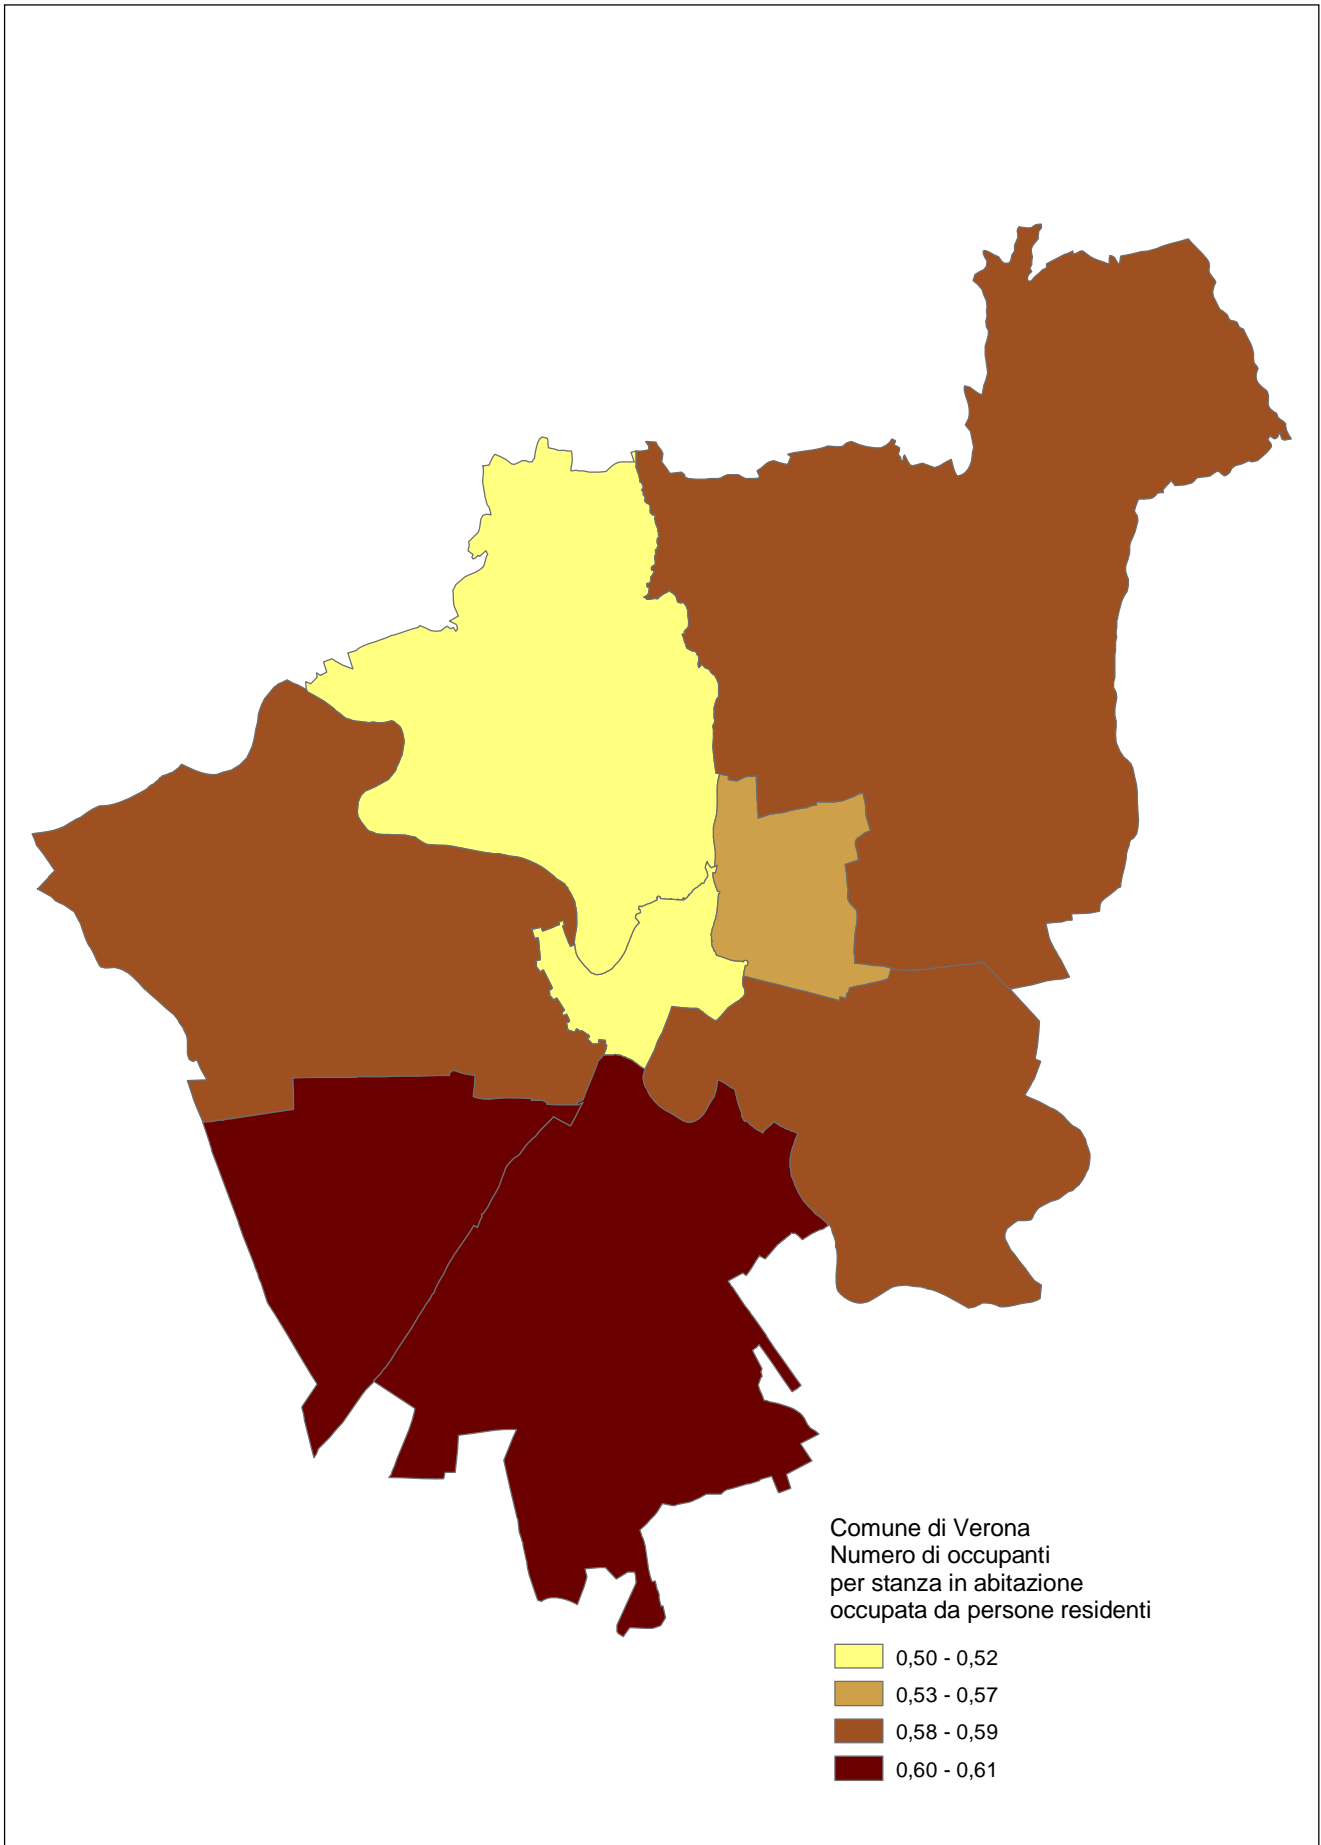 Comune di Verona
Numero di occupanti
per stanza in abitazione
occupata da persone residenti
0,50 - 0,52
0,53 - 0,57
0,58 - 0,59
0,60 - 0,61